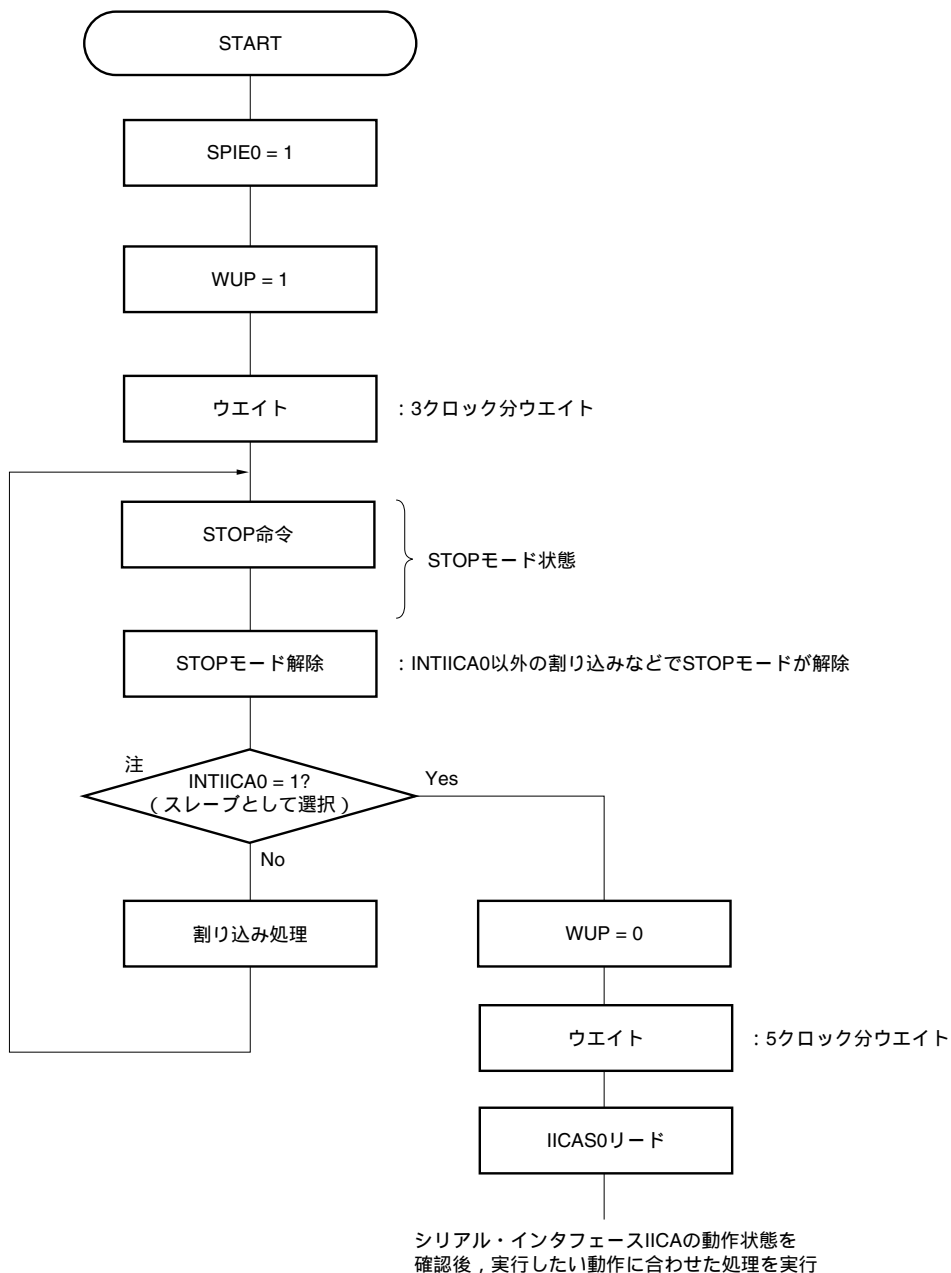 START
SPIE0 = 1
WUP = 1
ウエイト
：3クロック分ウエイト
STOP命令
STOPモード状態
STOPモード解除
：INTIICA0以外の割り込みなどでSTOPモードが解除
注
INTIICA0 = 1?
（スレーブとして選択）
Yes
No
割り込み処理
WUP = 0
ウエイト
：5クロック分ウエイト
IICAS0リード
シリアル・インタフェースIICAの動作状態を
確認後，実行したい動作に合わせた処理を実行